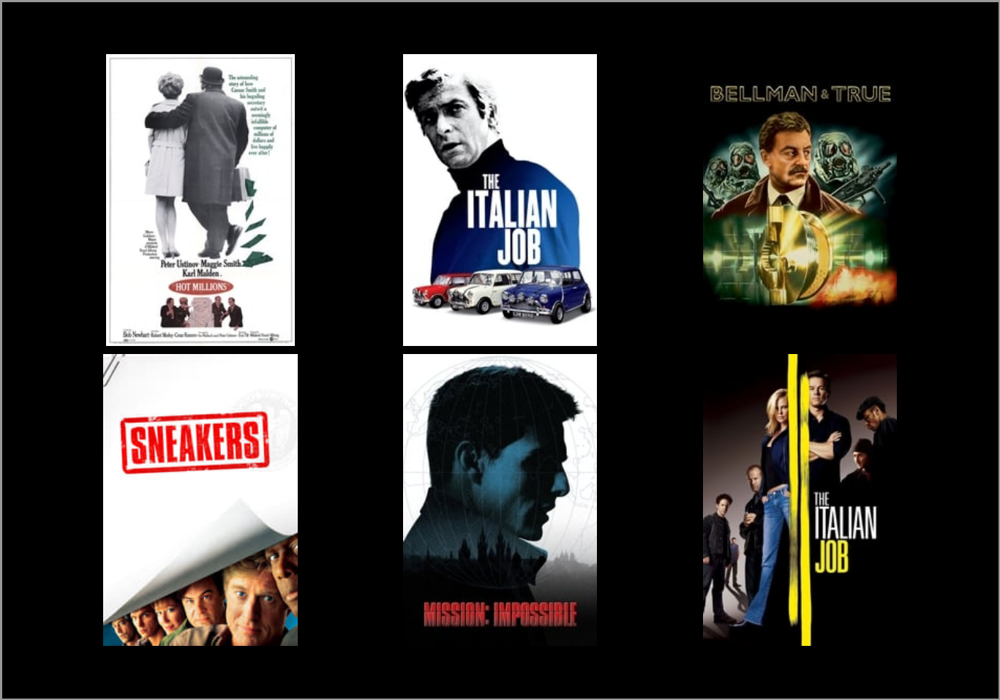 The astounding
story of how
Caesar Smith and
his beguiling
secretary
outwit a
seemingly
infallible
computer of
millions of
dollars and
live happily
ever after!
Peter Ustinov · Maggie Smith
Karl Malden
HOT MILLIONS
Bob Newhart
THE
ITALIAN
JOB
BELLMAN & TRUE
SNEAKERS
MISSION: IMPOSSIBLE
THE
ITALIAN
JOB